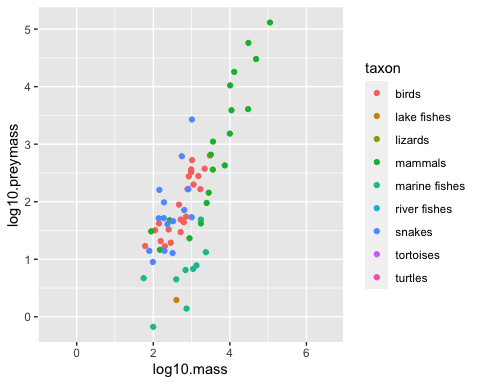 5
4
3
2
1
0
log10.preymass
0 2 4 6
log10.mass
taxon
birds
lake fishes
lizards
mammals
marine fishes
river fishes
snakes
tortoises
turtles